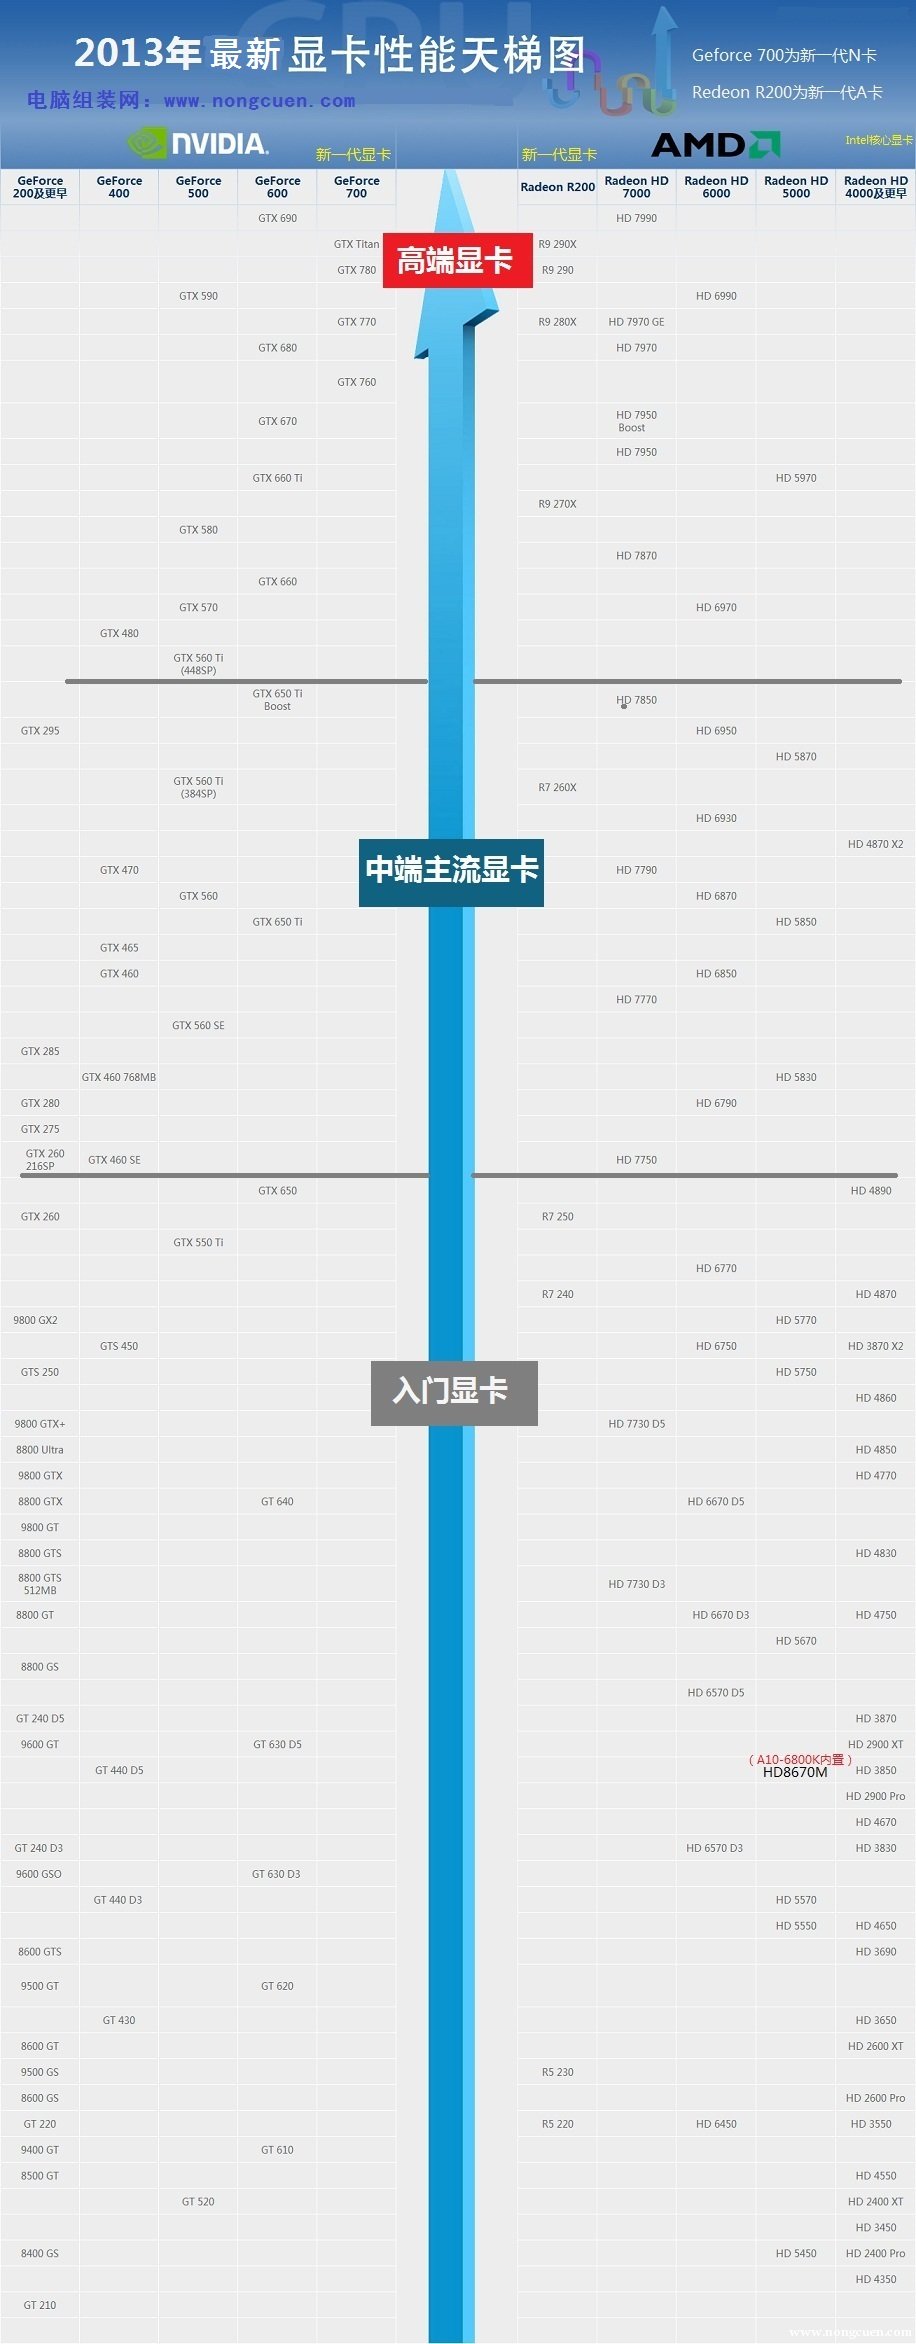 2013年最新显卡性能天梯图
Geforce 700为新一代N卡
电脑组装网：www.nongcuen.com
Redeon R200为新一代A卡
NVIDIA.
新一代显卡
新一代显卡
AMD
Intel核心显卡
GeForce 200及更早
GeForce 400
GeForce 500
GeForce 600
GeForce 700
Radeon R200
Radeon HD 7000
Radeon HD 6000
Radeon HD 5000
Radeon HD 4000及更早
GTX 690 HD 7990
GTX Titan R9 290X
高端显卡
GTX 780 R9 290
GTX 590 HD 6990
GTX 770 R9 280X HD 7970 GE
GTX 680 HD 7970
GTX 760
GTX 670 HD 7950 Boost
HD 7950
GTX 660 Ti HD 5970
R9 270X
GTX 580
HD 7870
GTX 660
GTX 570 HD 6970
GTX 480
GTX 560 Ti (448SP)
GTX 650 Ti Boost HD 7850
GTX 295 HD 6950
HD 5870
GTX 560 Ti (384SP) R7 260X
HD 6930
HD 4870 X2
中端主流显卡
GTX 470 HD 7790
GTX 560 HD 6870
GTX 650 Ti HD 5850
GTX 465
GTX 460 HD 6850
HD 7770
GTX 560 SE
GTX 285
GTX 460 768MB HD 5830
GTX 280 HD 6790
GTX 275
GTX 260 216SP GTX 460 SE HD 7750
GTX 650 HD 4890
GTX 260 R7 250
GTX 550 Ti
HD 6770
R7 240 HD 4870
9800 GX2 HD 5770
GTS 450 HD 6750 HD 3870 X2
GTS 250 HD 5750
入门显卡
HD 4860
9800 GTX+ HD 7730 D5
8800 Ultra HD 4850
9800 GTX HD 4770
8800 GTX GT 640 HD 6670 D5
9800 GT
8800 GTS HD 4830
8800 GTS 512MB HD 7730 D3
8800 GT HD 6670 D3 HD 4750
HD 5670
8800 GS
HD 6570 D5
GT 240 D5 HD 3870
9600 GT GT 630 D5 HD 2900 XT
（A10-6800K内置）
GT 440 D5 HD8670M HD 3850
HD 2900 Pro
HD 4670
GT 240 D3 HD 6570 D3 HD 3830
9600 GSO GT 630 D3
GT 440 D3 HD 5570
HD 5550 HD 4650
8600 GTS HD 3690
9500 GT GT 620
GT 430 HD 3650
8600 GT HD 2600 XT
9500 GS R5 230
8600 GS HD 2600 Pro
GT 220 R5 220 HD 6450 HD 3550
9400 GT GT 610
8500 GT HD 4550
GT 520 HD 2400 XT
HD 3450
8400 GS HD 5450 HD 2400 Pro
HD 4350
GT 210
www.nongcuen.com